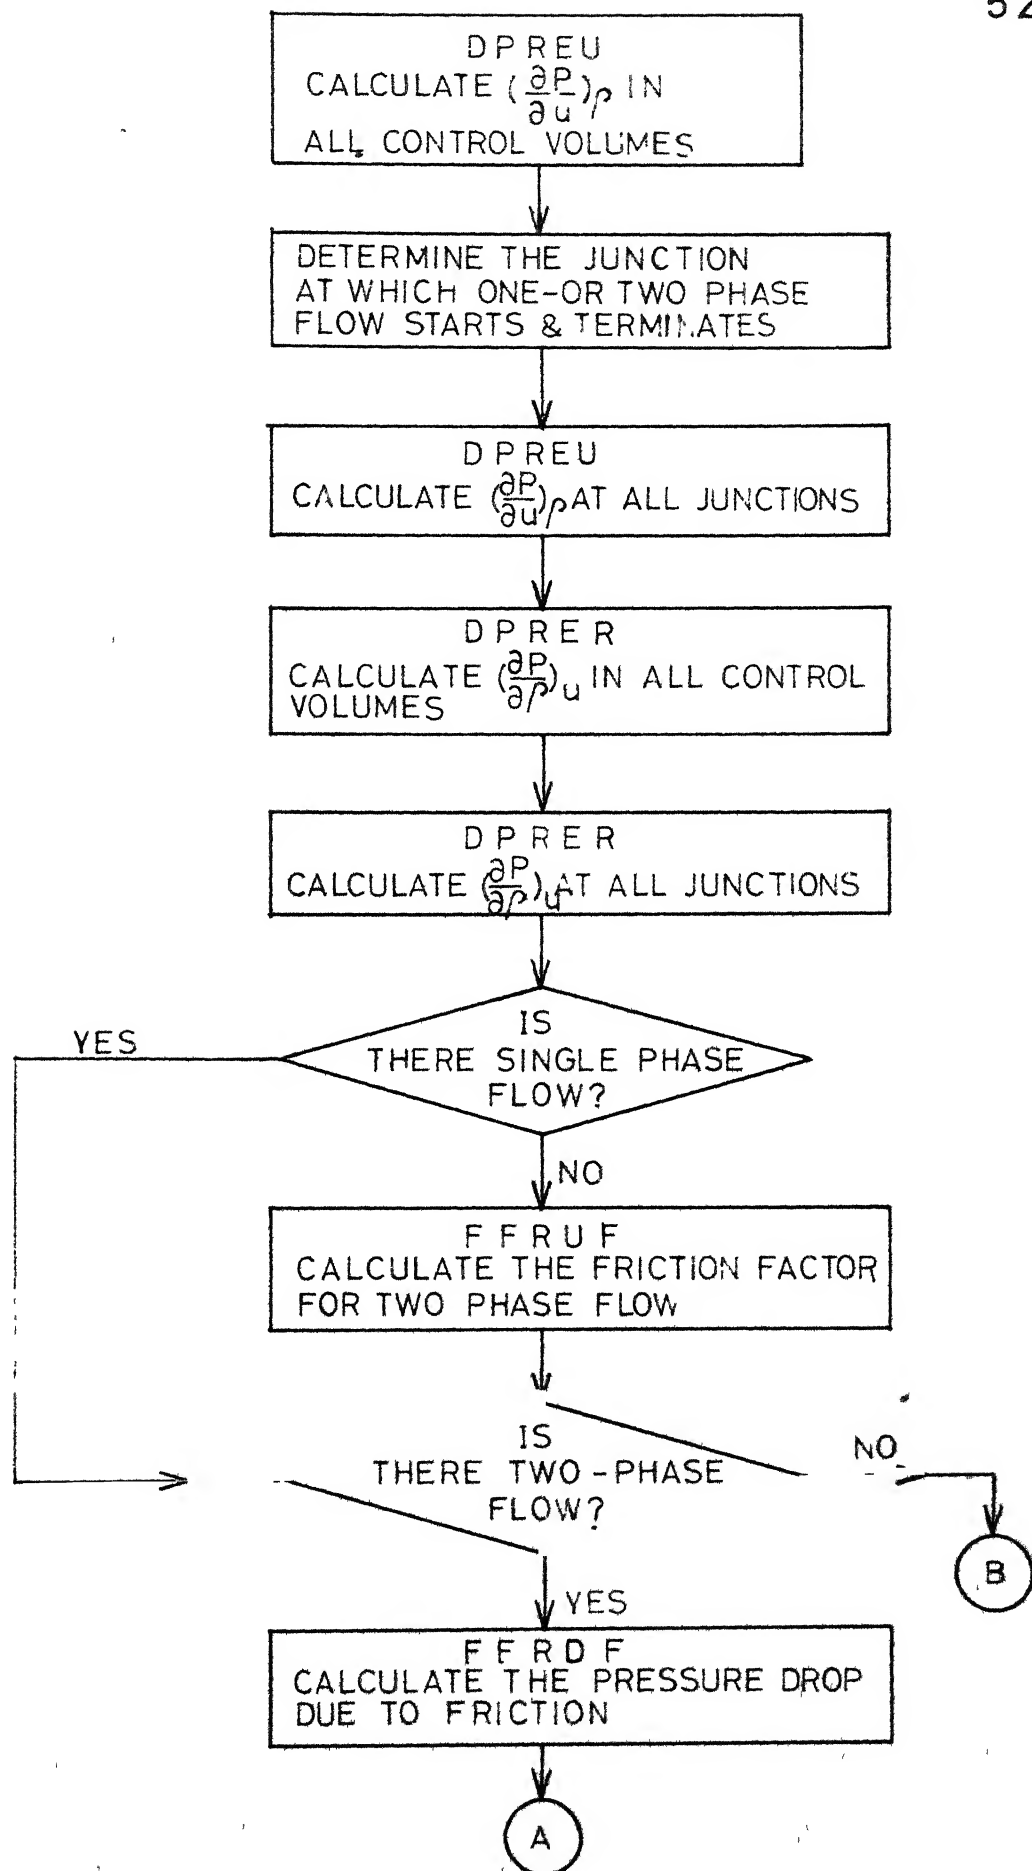 52
DPREU
CALCULATE (∂P/∂u)ρ IN
ALL CONTROL VOLUMES
DETERMINE THE JUNCTION
AT WHICH ONE-OR TWO PHASE
FLOW STARTS & TERMINATES
DPREU
CALCULATE (∂P/∂u)ρ AT ALL JUNCTIONS
DPRER
CALCULATE (∂P/∂ρ)u IN ALL CONTROL
VOLUMES
DPRER
CALCULATE (∂P/∂ρ)u AT ALL JUNCTIONS
IS
THERE SINGLE PHASE
FLOW?
YES
NO
FFRUF
CALCULATE THE FRICTION FACTOR
FOR TWO PHASE FLOW
IS
THERE TWO-PHASE
FLOW?
NO
B
YES
FFRDF
CALCULATE THE PRESSURE DROP
DUE TO FRICTION
A